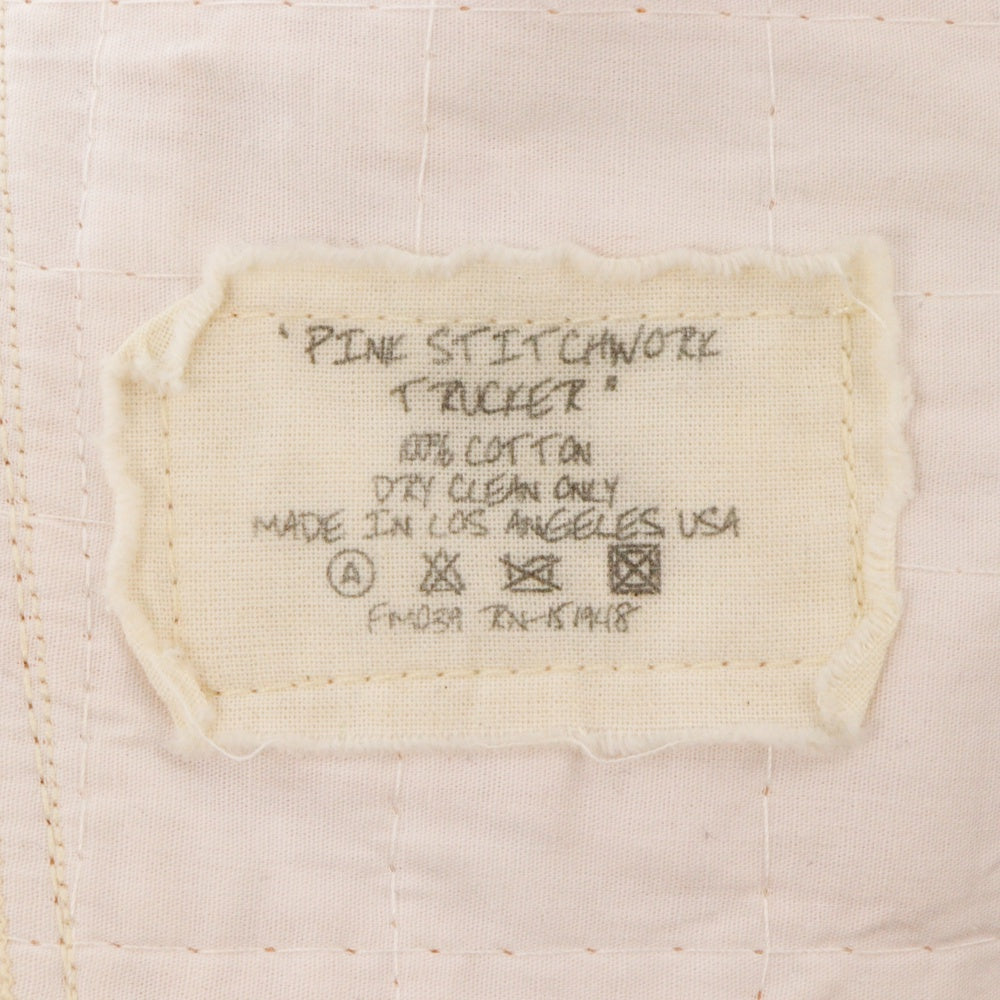 "PINK STITCHWORK
TRUCKER"
100% COTTON
DRY CLEAN ONLY
MADE IN LOS ANGELES USA
A
FM039 RN-151948